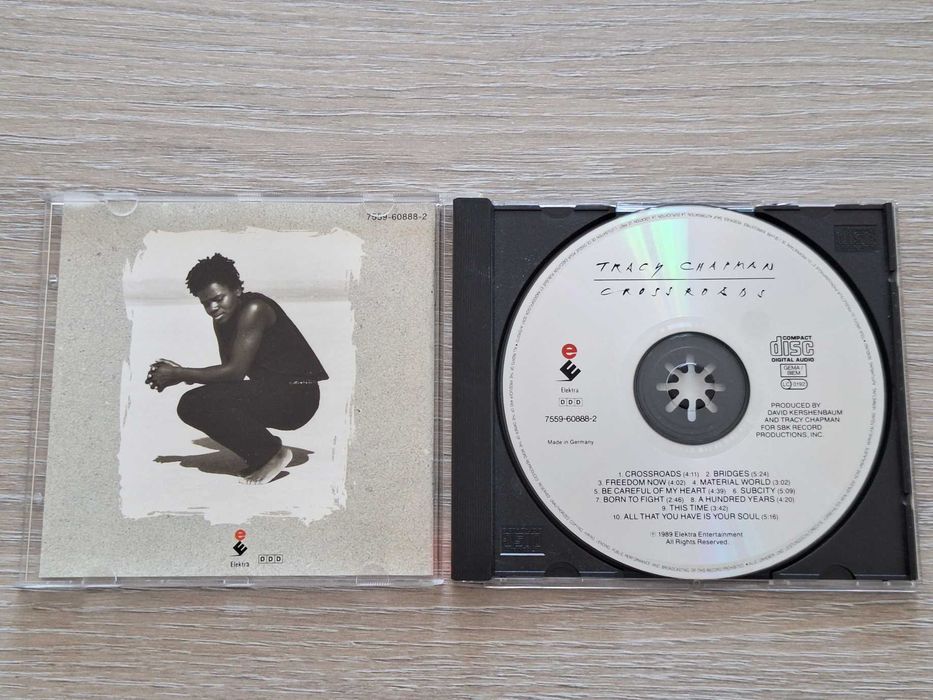 7559-60888-2
e
Elektra
DDD
TRACY CHAPMAN
CROSSROADS
e
Elektra
DDD
7559-60888-2
Made in Germany
COMPACT
disc
DIGITAL AUDIO
GEMA /
BIEM
LC 0192
PRODUCED BY
DAVID KERSHENBAUM
AND TRACY CHAPMAN
FOR SBK RECORD
PRODUCTIONS, INC.
1. CROSSROADS (4:11) 2. BRIDGES (5:24)
3. FREEDOM NOW (4:02) 4. MATERIAL WORLD (3:02)
5. BE CAREFUL OF MY HEART (4:39) 6. SUBCITY (5:09)
7. BORN TO FIGHT (2:46) 8. A HUNDRED YEARS (4:20)
9. THIS TIME (3:42)
10. ALL THAT YOU HAVE IS YOUR SOUL (5:16)
℗ 1989 Elektra Entertainment
All Rights Reserved.